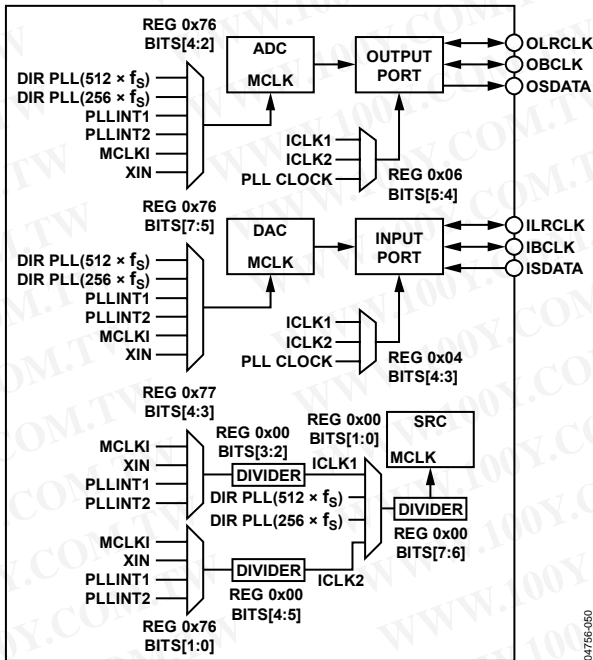 REG 0x76
BITS[4:2]
DIR PLL(512 × fS)
DIR PLL(256 × fS)
PLLINT1
PLLINT2
MCLKI
XIN
ADC
MCLK
OUTPUT
PORT
OLRCLK
OBCLK
OSDATA
ICLK1
ICLK2
PLL CLOCK
REG 0x06
BITS[5:4]
REG 0x76
BITS[7:5]
DIR PLL(512 × fS)
DIR PLL(256 × fS)
PLLINT1
PLLINT2
MCLKI
XIN
DAC
MCLK
INPUT
PORT
ILRCLK
IBCLK
ISDATA
ICLK1
ICLK2
PLL CLOCK
REG 0x04
BITS[4:3]
REG 0x77
BITS[4:3]
MCLKI
XIN
PLLINT1
PLLINT2
REG 0x00
BITS[3:2]
DIVIDER
ICLK1
REG 0x00
BITS[1:0]
DIR PLL(512 × fS)
DIR PLL(256 × fS)
SRC
MCLK
DIVIDER
REG 0x00
BITS[7:6]
MCLKI
XIN
PLLINT1
PLLINT2
DIVIDER
ICLK2
REG 0x00
BITS[4:5]
REG 0x76
BITS[1:0]
04756-050
WWW.100Y.COM.TW